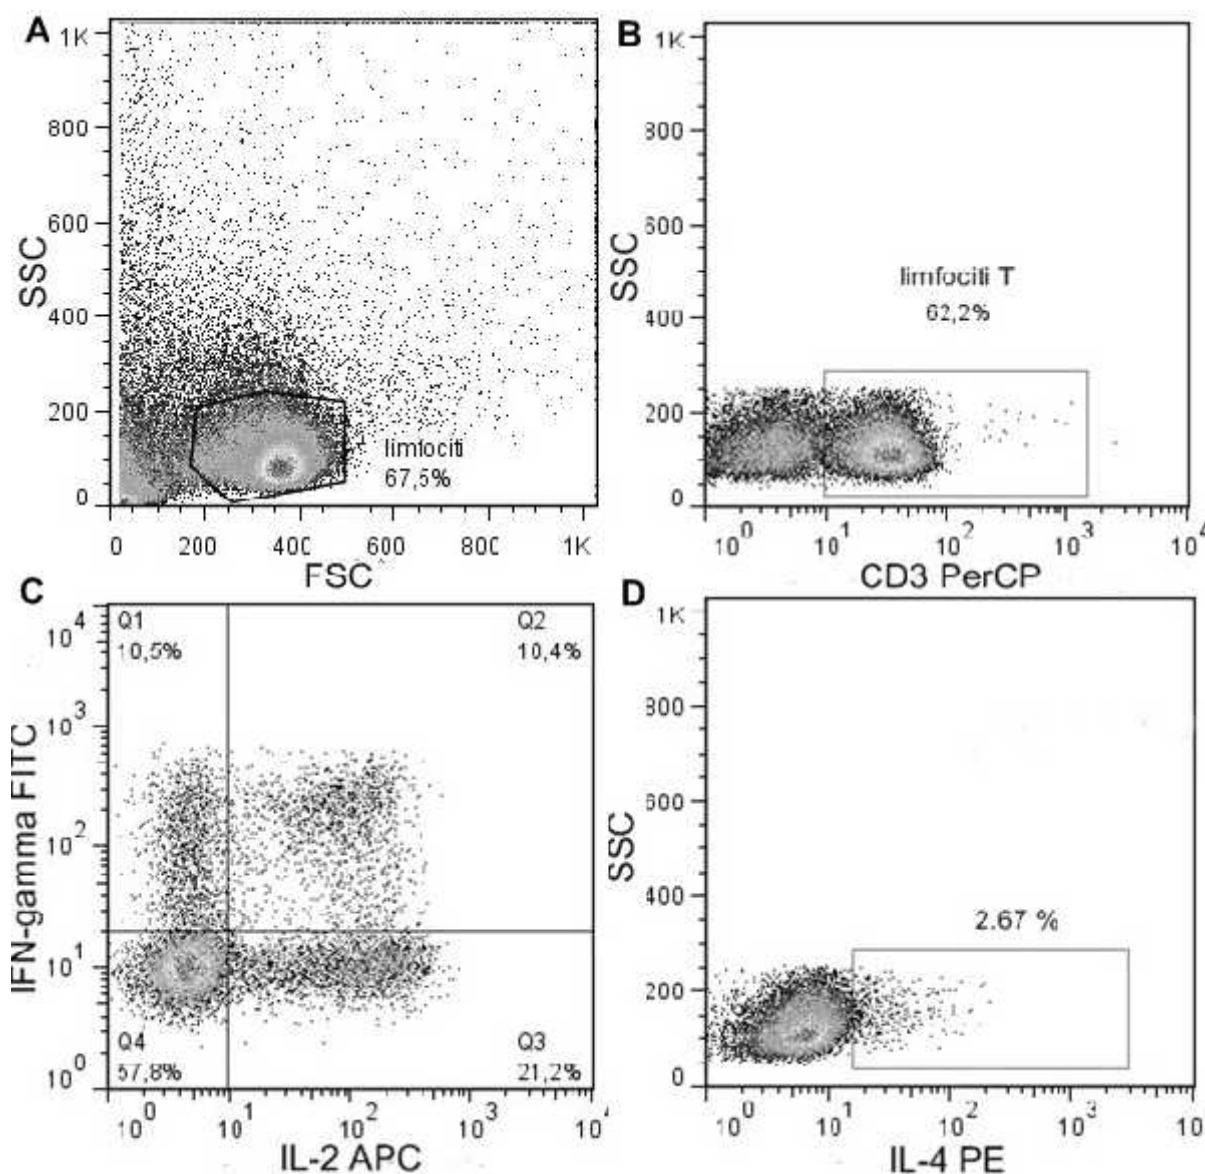 A
1K
800
600
400
200
0
SSC
limfociti
67,5%
0 200 400 600 800 1K
FSC
B
1K
800
600
400
200
0
SSC
limfociti T
62,2%
10^0 10^1 10^2 10^3 10^4
CD3 PerCP
C
Q1
10,5%
Q2
10,4%
10^4
10^3
10^2
10^1
10^0
IFN-gamma FITC
Q4
57,8%
Q3
21,2%
10^0 10^1 10^2 10^3 10^4
IL-2 APC
D
1K
800
600
400
200
0
SSC
2.67 %
10^0 10^1 10^2 10^3 10
IL-4 PE